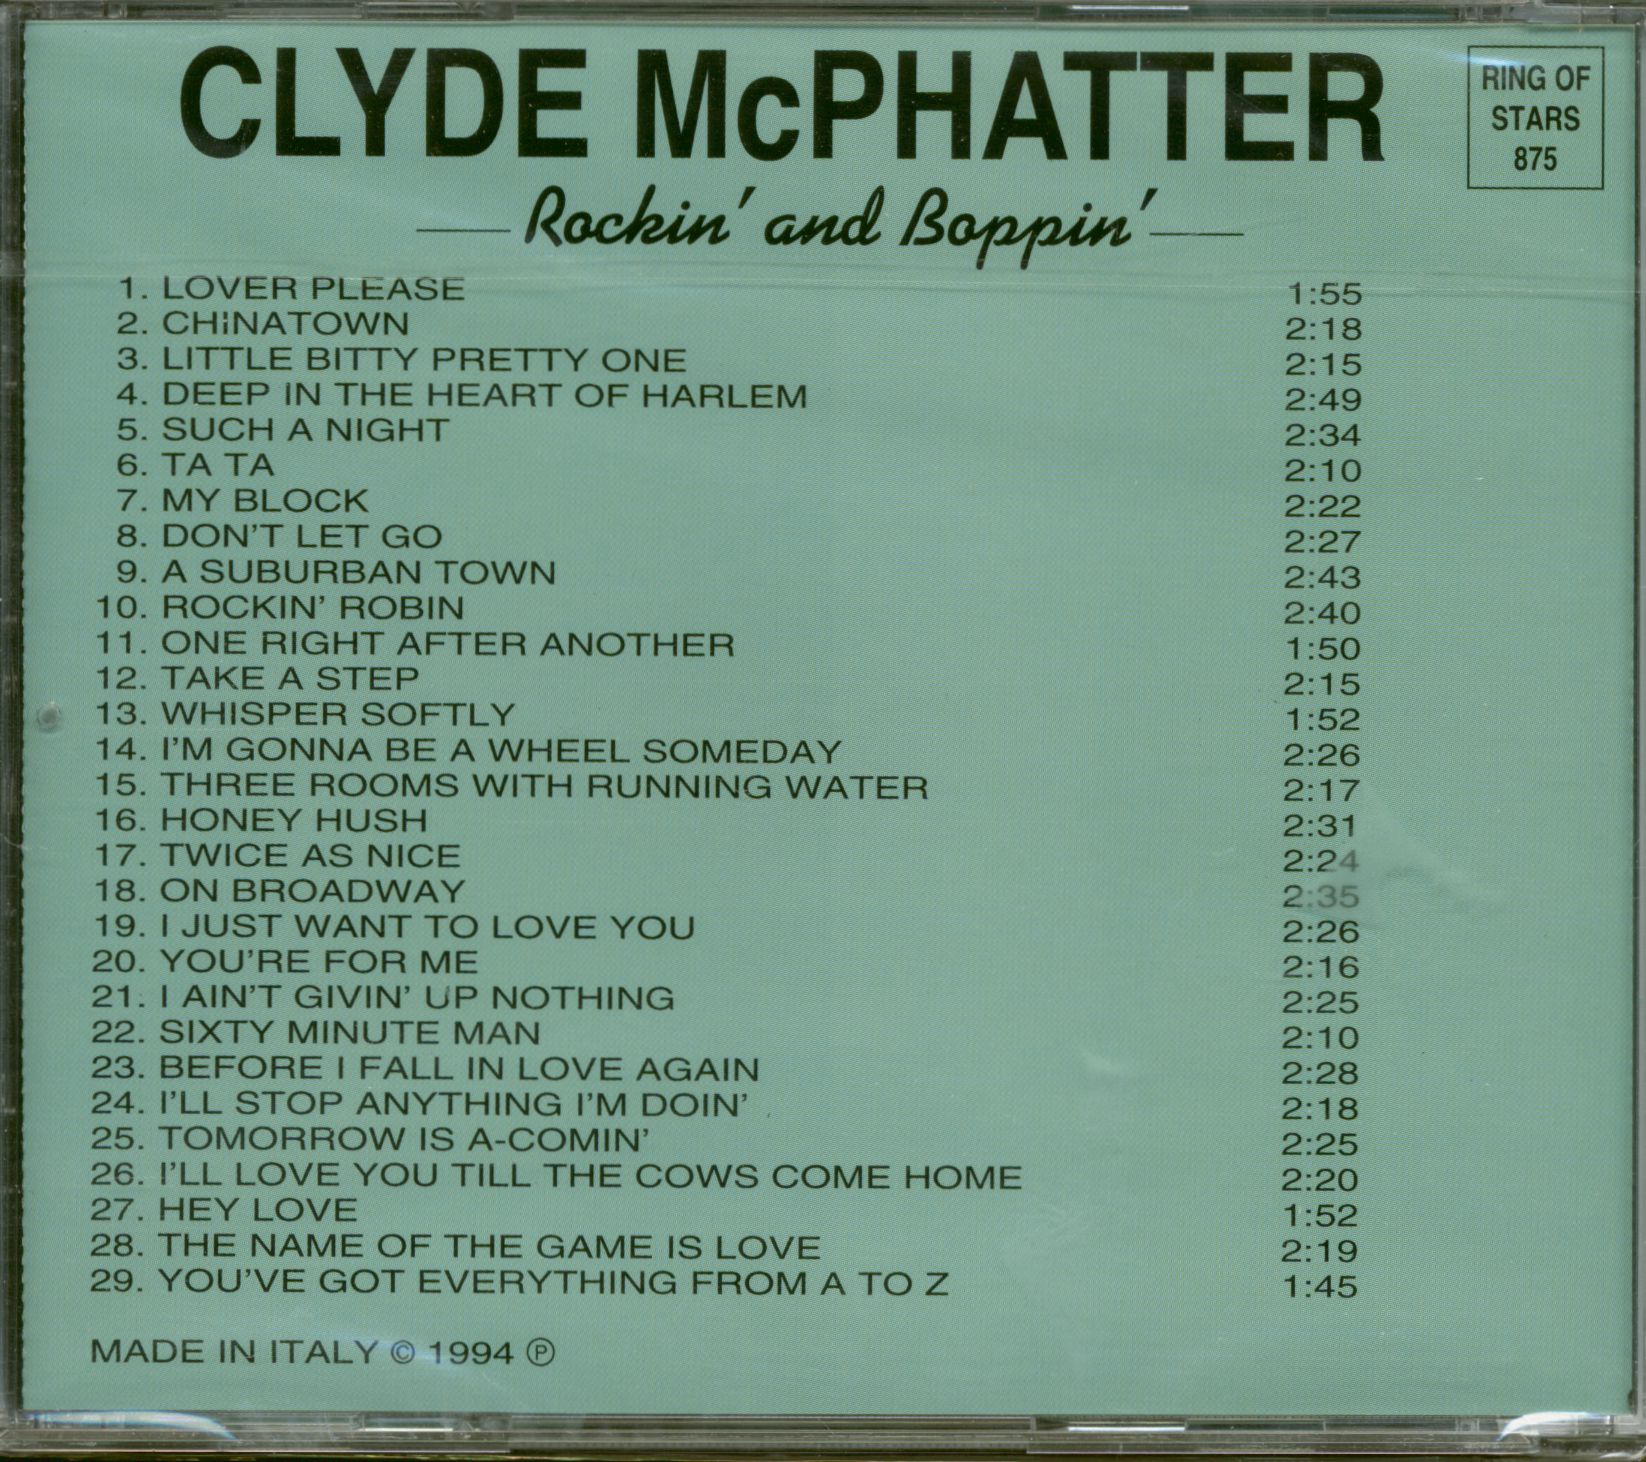 CLYDE McPHATTER
RING OF
STARS
875
Rockin' and Boppin'
1. LOVER PLEASE 1:55
2. CHINATOWN 2:18
3. LITTLE BITTY PRETTY ONE 2:15
4. DEEP IN THE HEART OF HARLEM 2:49
5. SUCH A NIGHT 2:34
6. TA TA 2:10
7. MY BLOCK 2:22
8. DON'T LET GO 2:27
9. A SUBURBAN TOWN 2:43
10. ROCKIN' ROBIN 2:40
11. ONE RIGHT AFTER ANOTHER 1:50
12. TAKE A STEP 2:15
13. WHISPER SOFTLY 1:52
14. I'M GONNA BE A WHEEL SOMEDAY 2:26
15. THREE ROOMS WITH RUNNING WATER 2:17
16. HONEY HUSH 2:31
17. TWICE AS NICE 2:24
18. ON BROADWAY 2:35
19. I JUST WANT TO LOVE YOU 2:26
20. YOU'RE FOR ME 2:16
21. I AIN'T GIVIN' UP NOTHING 2:25
22. SIXTY MINUTE MAN 2:10
23. BEFORE I FALL IN LOVE AGAIN 2:28
24. I'LL STOP ANYTHING I'M DOIN' 2:18
25. TOMORROW IS A-COMIN' 2:25
26. I'LL LOVE YOU TILL THE COWS COME HOME 2:20
27. HEY LOVE 1:52
28. THE NAME OF THE GAME IS LOVE 2:19
29. YOU'VE GOT EVERYTHING FROM A TO Z 1:45
MADE IN ITALY © 1994 ℗